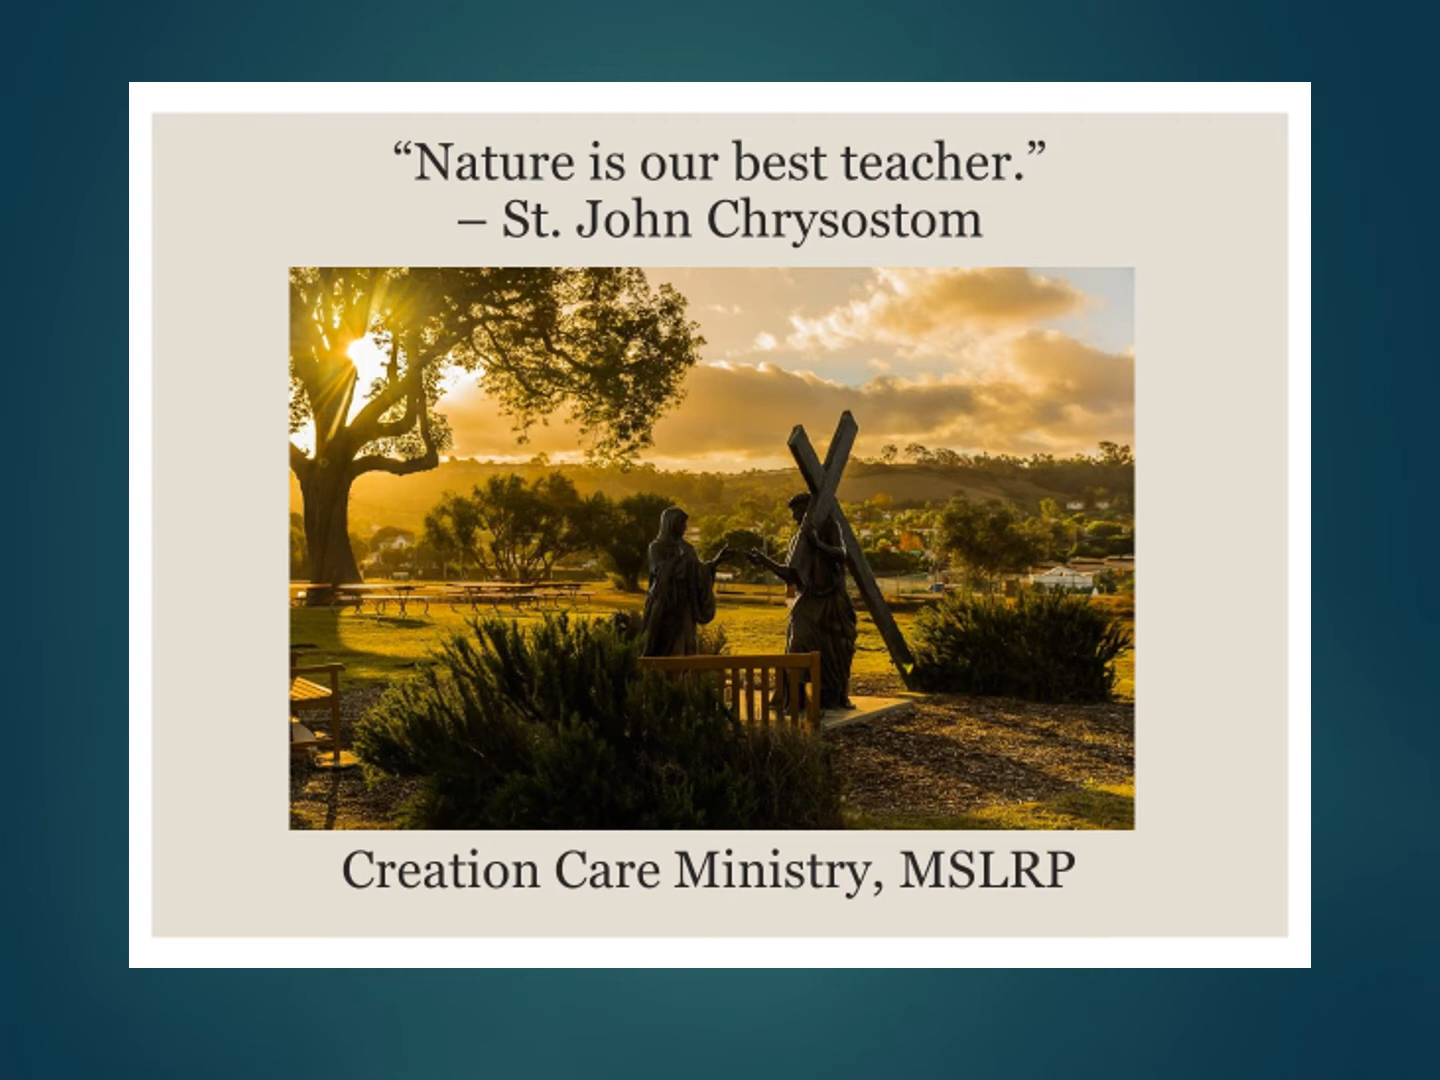 “Nature is our best teacher.”
– St. John Chrysostom
Creation Care Ministry, MSLRP